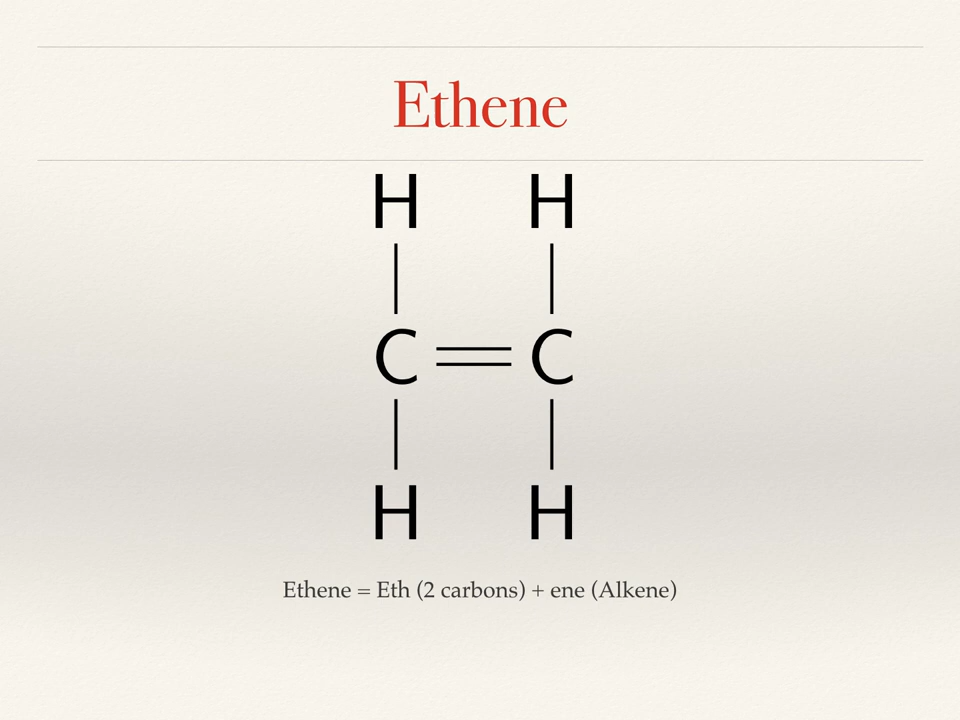 Ethene
H H
C C
H H
Ethene = Eth (2 carbons) + ene (Alkene)